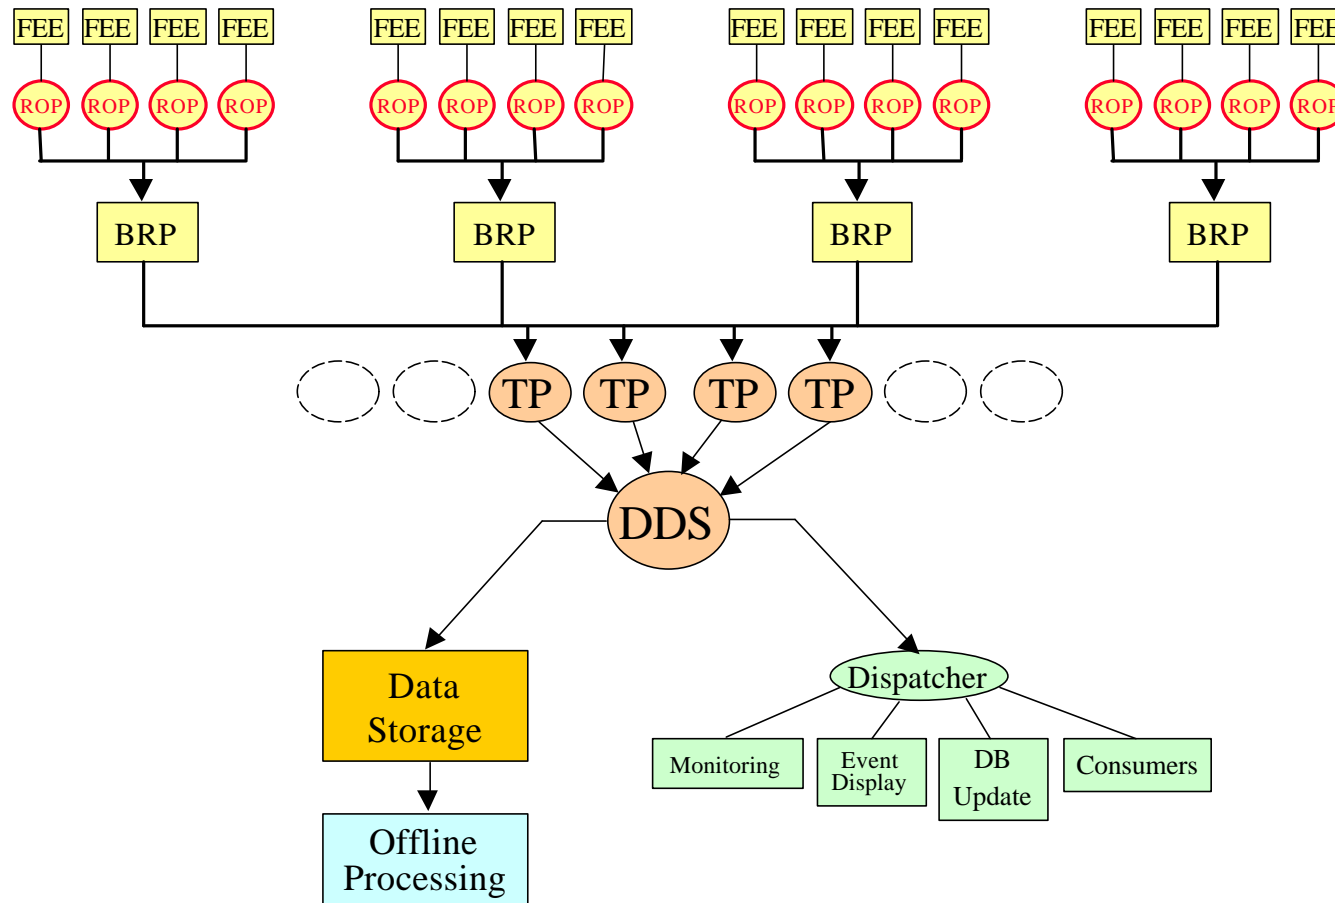 FEE FEE FEE FEE FEE FEE FEE FEE FEE FEE FEE FEE FEE FEE FEE FEE
ROP ROP ROP ROP ROP ROP ROP ROP ROP ROP ROP ROP ROP ROP ROP ROP
BRP BRP BRP BRP
TP TP TP TP
DDS
Data
Storage
Dispatcher
Monitoring
Event
Display
DB
Update
Consumers
Offline
Processing